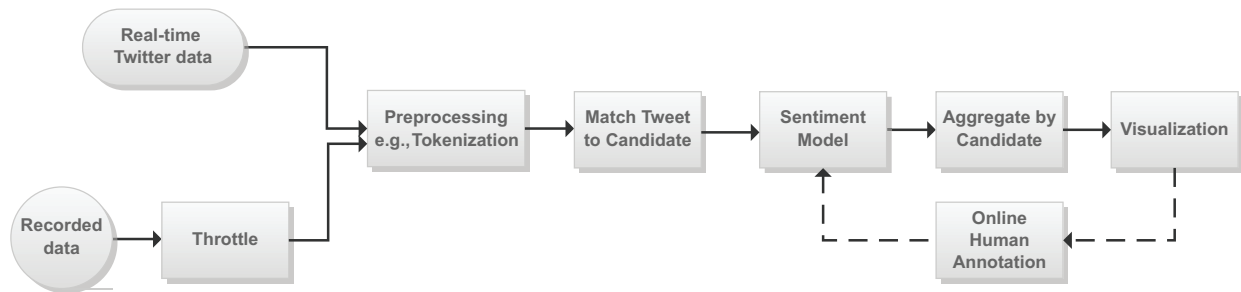 Real-time
Twitter data
Preprocessing
e.g., Tokenization
Match Tweet
to Candidate
Sentiment
Model
Aggregate by
Candidate
Visualization
Recorded
data
Throttle
Online
Human
Annotation